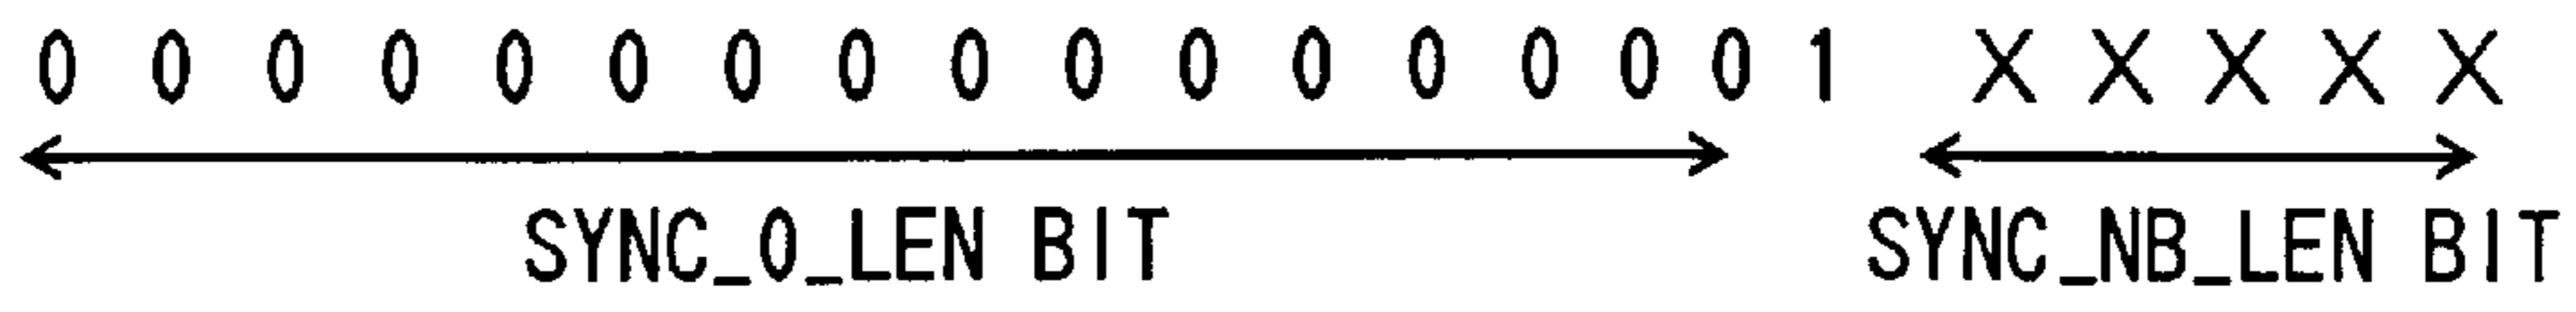 0 0 0 0 0 0 0 0 0 0 0 0 0 0 0 0 1 X X X X X
SYNC_0_LEN BIT SYNC_NB_LEN BIT